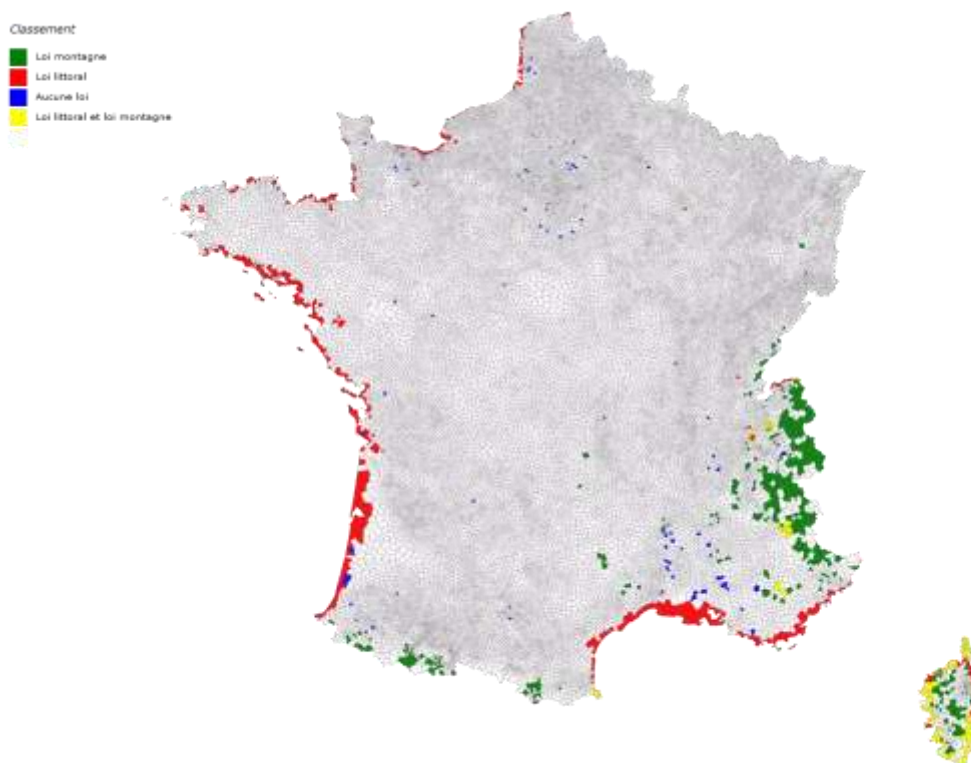 Classement
Loi montagne
Loi littoral
Aucune loi
Loi littoral et loi montagne